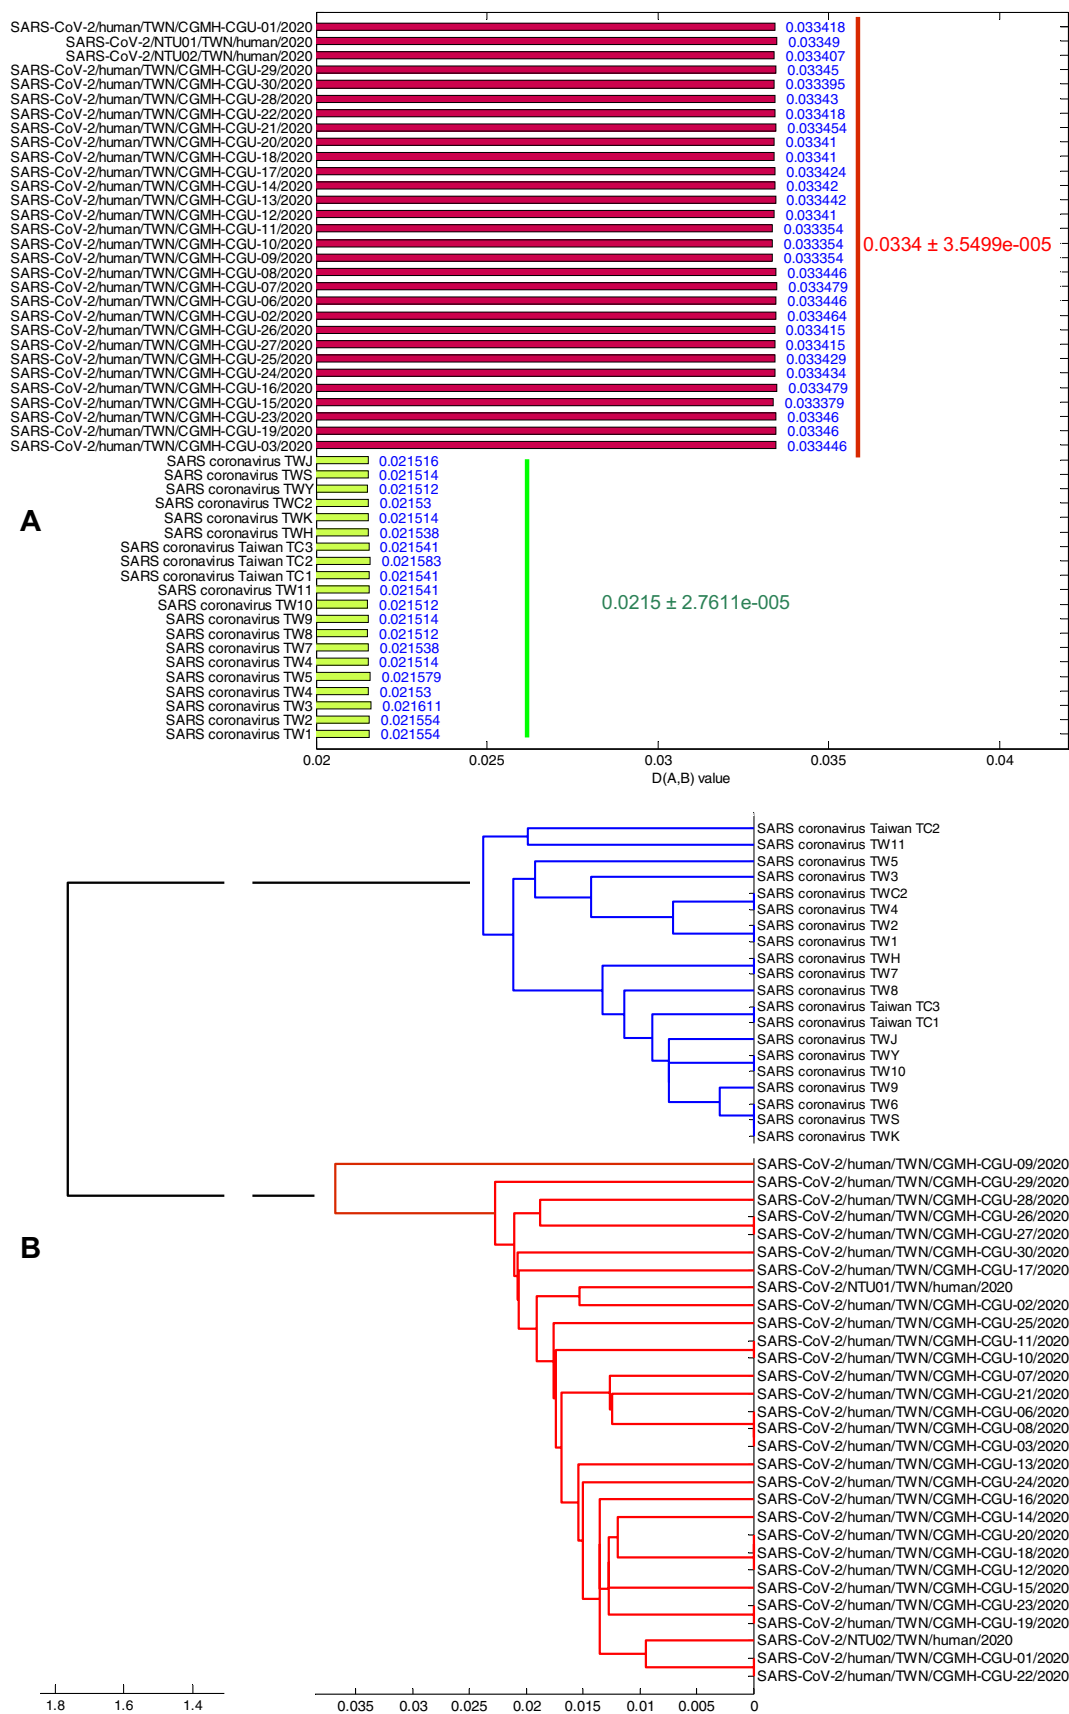 SARS-CoV-2/human/TWN/CGMH-CGU-01/2020 0.033418
SARS-CoV-2/NTU01/TWN/human/2020 0.03349
SARS-CoV-2/NTU02/TWN/human/2020 0.033407
SARS-CoV-2/human/TWN/CGMH-CGU-29/2020 0.03345
SARS-CoV-2/human/TWN/CGMH-CGU-30/2020 0.033395
SARS-CoV-2/human/TWN/CGMH-CGU-28/2020 0.03343
SARS-CoV-2/human/TWN/CGMH-CGU-22/2020 0.033418
SARS-CoV-2/human/TWN/CGMH-CGU-21/2020 0.033454
SARS-CoV-2/human/TWN/CGMH-CGU-20/2020 0.03341
SARS-CoV-2/human/TWN/CGMH-CGU-18/2020 0.03341
SARS-CoV-2/human/TWN/CGMH-CGU-17/2020 0.033424
SARS-CoV-2/human/TWN/CGMH-CGU-14/2020 0.03342
SARS-CoV-2/human/TWN/CGMH-CGU-13/2020 0.033442
SARS-CoV-2/human/TWN/CGMH-CGU-12/2020 0.03341
SARS-CoV-2/human/TWN/CGMH-CGU-11/2020 0.033354
SARS-CoV-2/human/TWN/CGMH-CGU-10/2020 0.033354
0.0334 ± 3.5499e-005
SARS-CoV-2/human/TWN/CGMH-CGU-09/2020 0.033354
SARS-CoV-2/human/TWN/CGMH-CGU-08/2020 0.033446
SARS-CoV-2/human/TWN/CGMH-CGU-07/2020 0.033479
SARS-CoV-2/human/TWN/CGMH-CGU-06/2020 0.033446
SARS-CoV-2/human/TWN/CGMH-CGU-02/2020 0.033464
SARS-CoV-2/human/TWN/CGMH-CGU-26/2020 0.033415
SARS-CoV-2/human/TWN/CGMH-CGU-27/2020 0.033415
SARS-CoV-2/human/TWN/CGMH-CGU-25/2020 0.033429
SARS-CoV-2/human/TWN/CGMH-CGU-24/2020 0.033434
SARS-CoV-2/human/TWN/CGMH-CGU-16/2020 0.033479
SARS-CoV-2/human/TWN/CGMH-CGU-15/2020 0.033379
SARS-CoV-2/human/TWN/CGMH-CGU-23/2020 0.03346
SARS-CoV-2/human/TWN/CGMH-CGU-19/2020 0.03346
SARS-CoV-2/human/TWN/CGMH-CGU-03/2020 0.033446
SARS coronavirus TWJ 0.021516
SARS coronavirus TWS 0.021514
SARS coronavirus TWY 0.021512
SARS coronavirus TWC2 0.02153
SARS coronavirus TWK 0.021514
A
SARS coronavirus TWH 0.021538
SARS coronavirus Taiwan TC3 0.021541
SARS coronavirus Taiwan TC2 0.021583
SARS coronavirus Taiwan TC1 0.021541
SARS coronavirus TW11 0.021541
SARS coronavirus TW10 0.021512
0.0215 ± 2.7611e-005
SARS coronavirus TW9 0.021514
SARS coronavirus TW8 0.021512
SARS coronavirus TW7 0.021538
SARS coronavirus TW4 0.021514
SARS coronavirus TW5 0.021579
SARS coronavirus TW4 0.02153
SARS coronavirus TW3 0.021611
SARS coronavirus TW2 0.021554
SARS coronavirus TW1 0.021554
0.02 0.025 0.03 0.035 0.04
D(A,B) value
SARS coronavirus Taiwan TC2
SARS coronavirus TW11
SARS coronavirus TW5
SARS coronavirus TW3
SARS coronavirus TWC2
SARS coronavirus TW4
SARS coronavirus TW2
SARS coronavirus TW1
SARS coronavirus TWH
SARS coronavirus TW7
SARS coronavirus TW8
SARS coronavirus Taiwan TC3
SARS coronavirus Taiwan TC1
SARS coronavirus TWJ
SARS coronavirus TWY
SARS coronavirus TW10
SARS coronavirus TW9
SARS coronavirus TW6
SARS coronavirus TWS
SARS coronavirus TWK
SARS-CoV-2/human/TWN/CGMH-CGU-09/2020
SARS-CoV-2/human/TWN/CGMH-CGU-29/2020
SARS-CoV-2/human/TWN/CGMH-CGU-28/2020
SARS-CoV-2/human/TWN/CGMH-CGU-26/2020
SARS-CoV-2/human/TWN/CGMH-CGU-27/2020
B
SARS-CoV-2/human/TWN/CGMH-CGU-30/2020
SARS-CoV-2/human/TWN/CGMH-CGU-17/2020
SARS-CoV-2/NTU01/TWN/human/2020
SARS-CoV-2/human/TWN/CGMH-CGU-02/2020
SARS-CoV-2/human/TWN/CGMH-CGU-25/2020
SARS-CoV-2/human/TWN/CGMH-CGU-11/2020
SARS-CoV-2/human/TWN/CGMH-CGU-10/2020
SARS-CoV-2/human/TWN/CGMH-CGU-07/2020
SARS-CoV-2/human/TWN/CGMH-CGU-21/2020
SARS-CoV-2/human/TWN/CGMH-CGU-06/2020
SARS-CoV-2/human/TWN/CGMH-CGU-08/2020
SARS-CoV-2/human/TWN/CGMH-CGU-03/2020
SARS-CoV-2/human/TWN/CGMH-CGU-13/2020
SARS-CoV-2/human/TWN/CGMH-CGU-24/2020
SARS-CoV-2/human/TWN/CGMH-CGU-16/2020
SARS-CoV-2/human/TWN/CGMH-CGU-14/2020
SARS-CoV-2/human/TWN/CGMH-CGU-20/2020
SARS-CoV-2/human/TWN/CGMH-CGU-18/2020
SARS-CoV-2/human/TWN/CGMH-CGU-12/2020
SARS-CoV-2/human/TWN/CGMH-CGU-15/2020
SARS-CoV-2/human/TWN/CGMH-CGU-23/2020
SARS-CoV-2/human/TWN/CGMH-CGU-19/2020
SARS-CoV-2/NTU02/TWN/human/2020
SARS-CoV-2/human/TWN/CGMH-CGU-01/2020
SARS-CoV-2/human/TWN/CGMH-CGU-22/2020
1.8 1.6 1.4 0.035 0.03 0.025 0.02 0.015 0.01 0.005 0